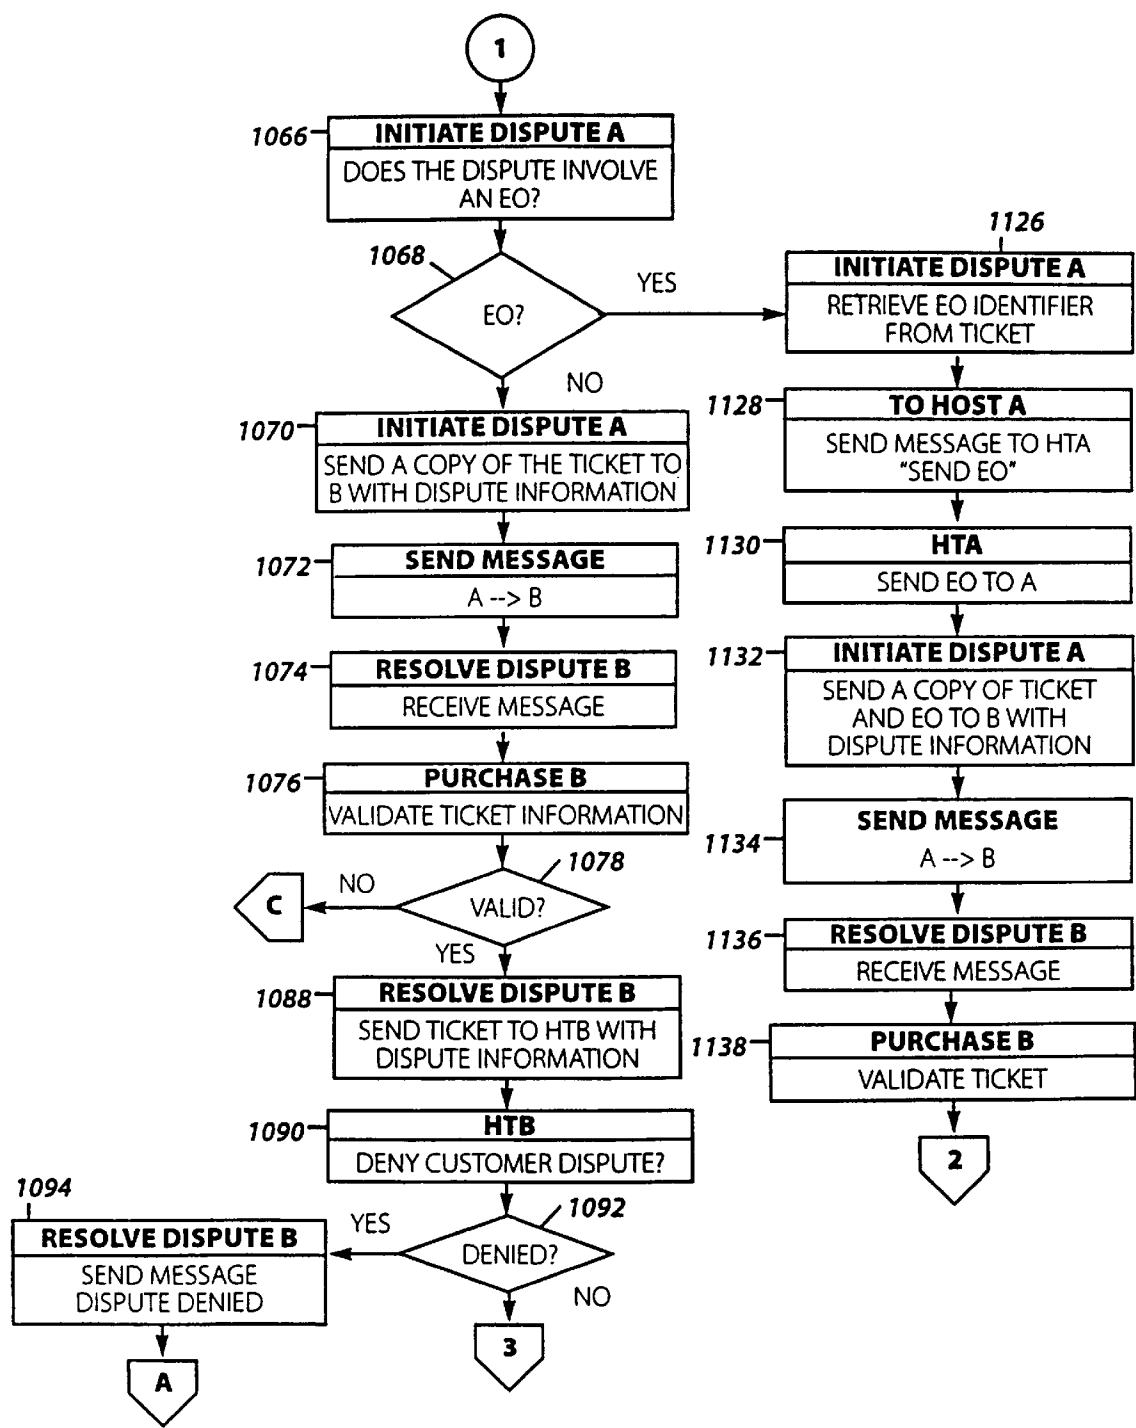 1
1066
INITIATE DISPUTE A
DOES THE DISPUTE INVOLVE
AN EO?
1068
EO?
YES
NO
1070
INITIATE DISPUTE A
SEND A COPY OF THE TICKET TO
B WITH DISPUTE INFORMATION
1072
SEND MESSAGE
A --> B
1074
RESOLVE DISPUTE B
RECEIVE MESSAGE
1076
PURCHASE B
VALIDATE TICKET INFORMATION
1078
VALID?
NO
C
YES
1088
RESOLVE DISPUTE B
SEND TICKET TO HTB WITH
DISPUTE INFORMATION
1090
HTB
DENY CUSTOMER DISPUTE?
1092
DENIED?
YES
NO
3
1094
RESOLVE DISPUTE B
SEND MESSAGE
DISPUTE DENIED
A
1126
INITIATE DISPUTE A
RETRIEVE EO IDENTIFIER
FROM TICKET
1128
TO HOST A
SEND MESSAGE TO HTA
"SEND EO"
1130
HTA
SEND EO TO A
1132
INITIATE DISPUTE A
SEND A COPY OF TICKET
AND EO TO B WITH
DISPUTE INFORMATION
1134
SEND MESSAGE
A --> B
1136
RESOLVE DISPUTE B
RECEIVE MESSAGE
1138
PURCHASE B
VALIDATE TICKET
2